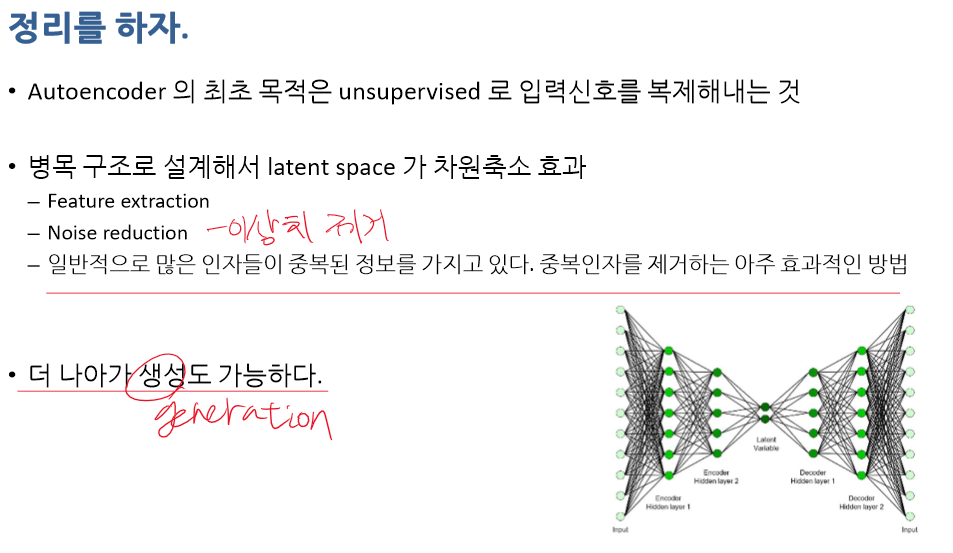 정리를 하자.
• Autoencoder 의 최초 목적은 unsupervised 로 입력신호를 복제해내는 것
• 병목 구조로 설계해서 latent space 가 차원축소 효과
– Feature extraction
– Noise reduction - 이상치 제거
– 일반적으로 많은 인자들이 중복된 정보를 가지고 있다. 중복인자를 제거하는 아주 효과적인 방법
• 더 나아가 생성도 가능하다.
generation
Input
Encoder
Hidden layer 1
Encoder
Hidden layer 2
Latent
Variable
Decoder
Hidden layer 1
Decoder
Hidden layer 2
Input